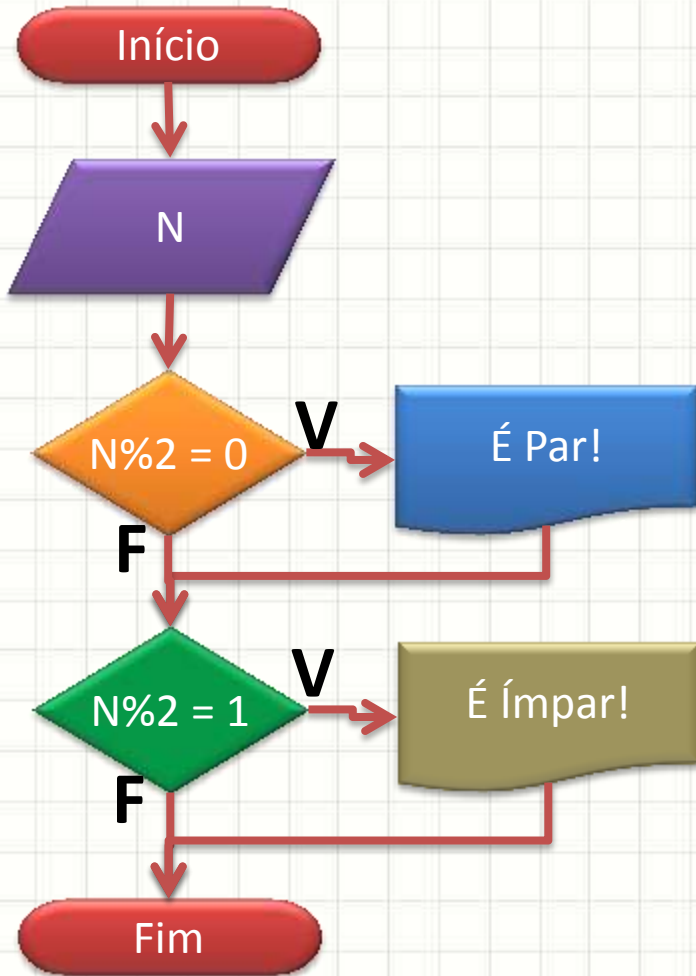 Início
N
N%2 = 0
V
É Par!
F
N%2 = 1
V
É Ímpar!
F
Fim